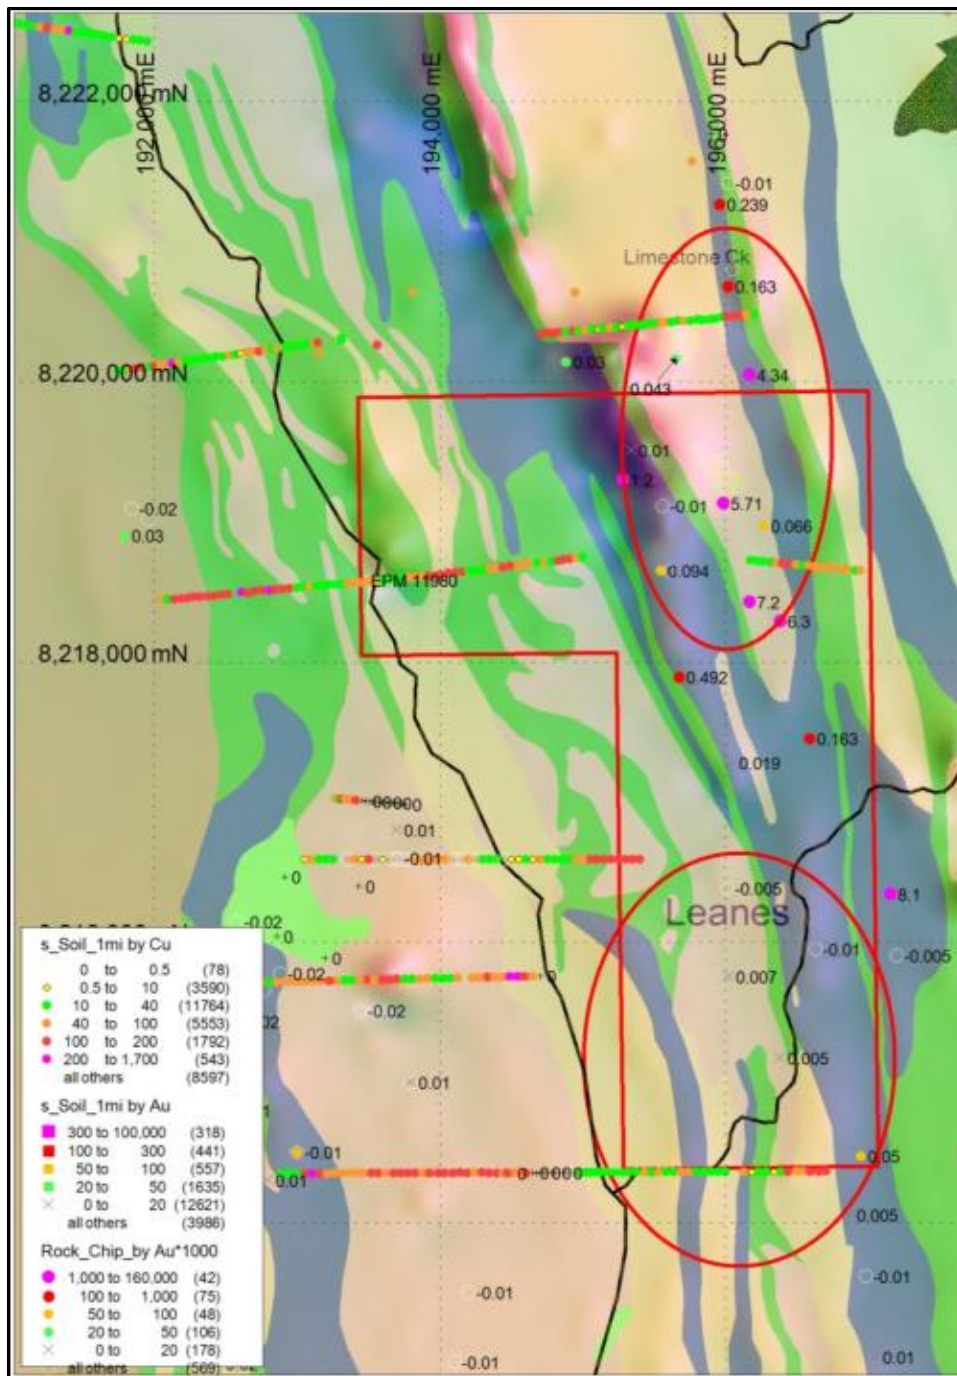 8,222,000 mN
192,000 mE
194,000 mE
196,000 mE
-0.01
0.239
Limestone Ck
0.163
0.03
8,220,000 mN
0.043
4.34
0.01
1.2
-0.01
5.71
-0.02
0.066
0.03
0.094
EPM 11980
7.2
6.3
8,218,000 mN
0.492
0.163
0.019
0.01
-0.01
+0
+0
-0.005
8.1
Leanes
-0.02
+0
-0.01
-0.005
+0
-0.02
+0
0.007
-0.02
0.005
0.01
-0.01
0.05
0.01
0.005
-0.01
-0.01
-0.01
0.01
s_Soil_1mi by Cu
0 to 0.5 (78)
0.5 to 10 (3590)
10 to 40 (11764)
40 to 100 (5553)
100 to 200 (1792)
200 to 1,700 (543)
all others (8597)
s_Soil_1mi by Au
300 to 100,000 (318)
100 to 300 (441)
50 to 100 (557)
20 to 50 (1635)
0 to 20 (12621)
all others (3986)
Rock_Chip_by Au*1000
1,000 to 160,000 (42)
100 to 1,000 (75)
50 to 100 (48)
20 to 50 (106)
0 to 20 (178)
all others (569)